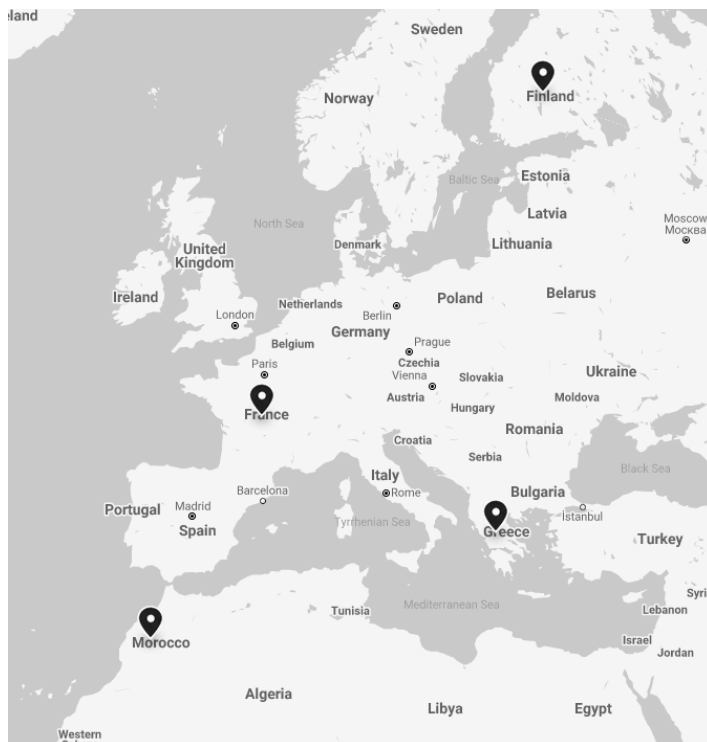 eland
Sweden
Norway
Finland
Estonia
Baltic Sea
Latvia
Moscow
Москва
North Sea
Denmark
Lithuania
United
Kingdom
Ireland
Netherlands
Poland
Belarus
London
Berlin
Germany
Belgium
Prague
Czechia
Paris
Vienna
Slovakia
Ukraine
Austria
Hungary
Moldova
France
Romania
Croatia
Serbia
Black Sea
Italy
Barcelona
Rome
Bulgaria
Portugal
Madrid
Spain
Tyrrhenian Sea
İstanbul
Greece
Turkey
Syri
Tunisia
Mediterranean Sea
Lebanon
Morocco
Israel
Jordan
Algeria
Libya
Egypt
Western